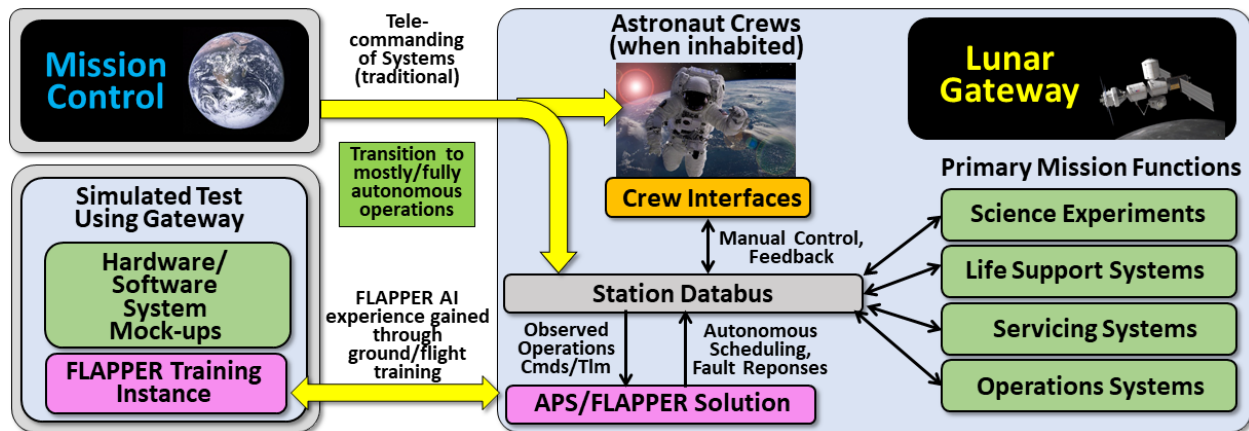 Mission
Control
Tele-
commanding
of Systems
(traditional)
Transition to
mostly/fully
autonomous
operations
Simulated Test
Using Gateway
Hardware/
Software
System
Mock-ups
FLAPPER Training
Instance
FLAPPER AI
experience gained
through
ground/flight
training
Astronaut Crews
(when inhabited)
Crew Interfaces
Manual Control,
Feedback
Station Databus
Observed
Operations
Cmds/Tlm
Autonomous
Scheduling,
Fault Reponses
APS/FLAPPER Solution
Lunar
Gateway
Primary Mission Functions
Science Experiments
Life Support Systems
Servicing Systems
Operations Systems